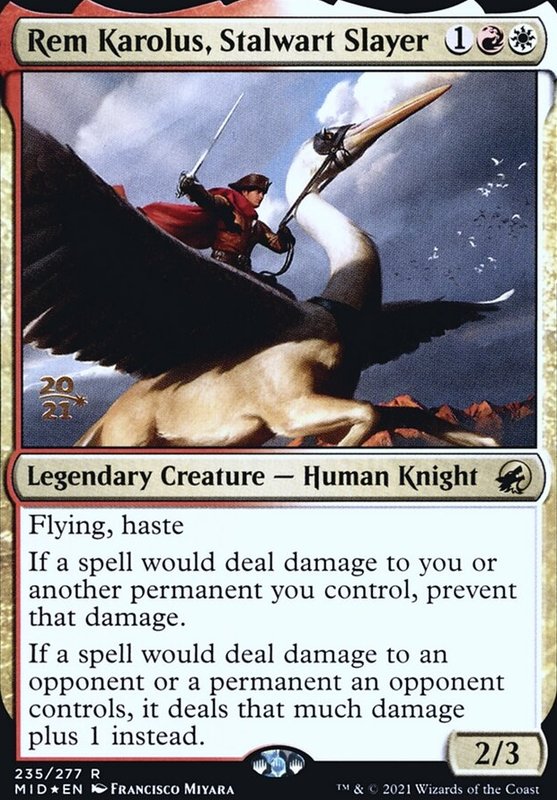 Rem Karolus, Stalwart Slayer 1
20
21
Legendary Creature — Human Knight
Flying, haste
If a spell would deal damage to you or
another permanent you control, prevent
that damage.
If a spell would deal damage to an
opponent or a permanent an opponent
controls, it deals that much damage
plus 1 instead.
2/3
235/277 R
MID★EN Francisco Miyara
™ & © 2021 Wizards of the Coast